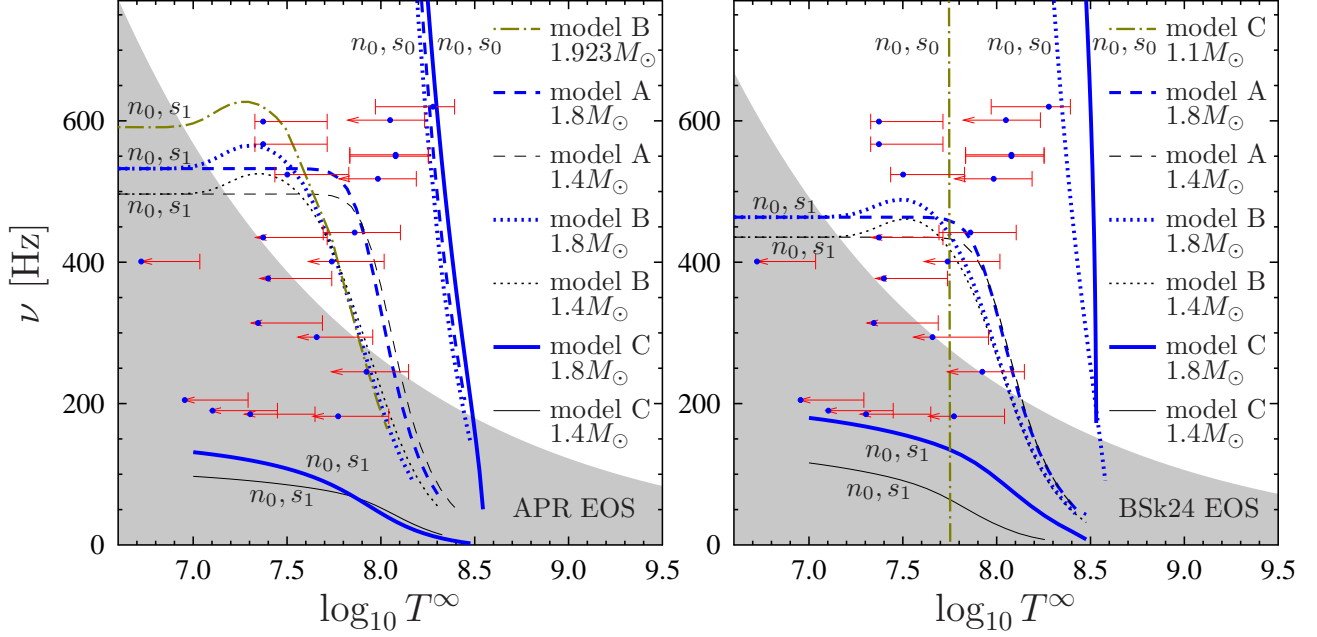 ν [Hz]
600
400
200
0
7.0 7.5 8.0 8.5 9.0 9.5
log₁₀ T^∞
n₀, s₁
n₀, s₁
n₀, s₁
n₀, s₀ n₀, s₀
n₀, s₁
n₀, s₁
APR EOS
model B
1.923M⊙
model A
1.8M⊙
model A
1.4M⊙
model B
1.8M⊙
model B
1.4M⊙
model C
1.8M⊙
model C
1.4M⊙
600
400
200
0
7.0 7.5 8.0 8.5 9.0 9.5
log₁₀ T^∞
n₀, s₀ n₀, s₀ n₀, s₀
n₀, s₁
n₀, s₁
n₀, s₁
n₀, s₁
BSk24 EOS
model C
1.1M⊙
model A
1.8M⊙
model A
1.4M⊙
model B
1.8M⊙
model B
1.4M⊙
model C
1.8M⊙
model C
1.4M⊙